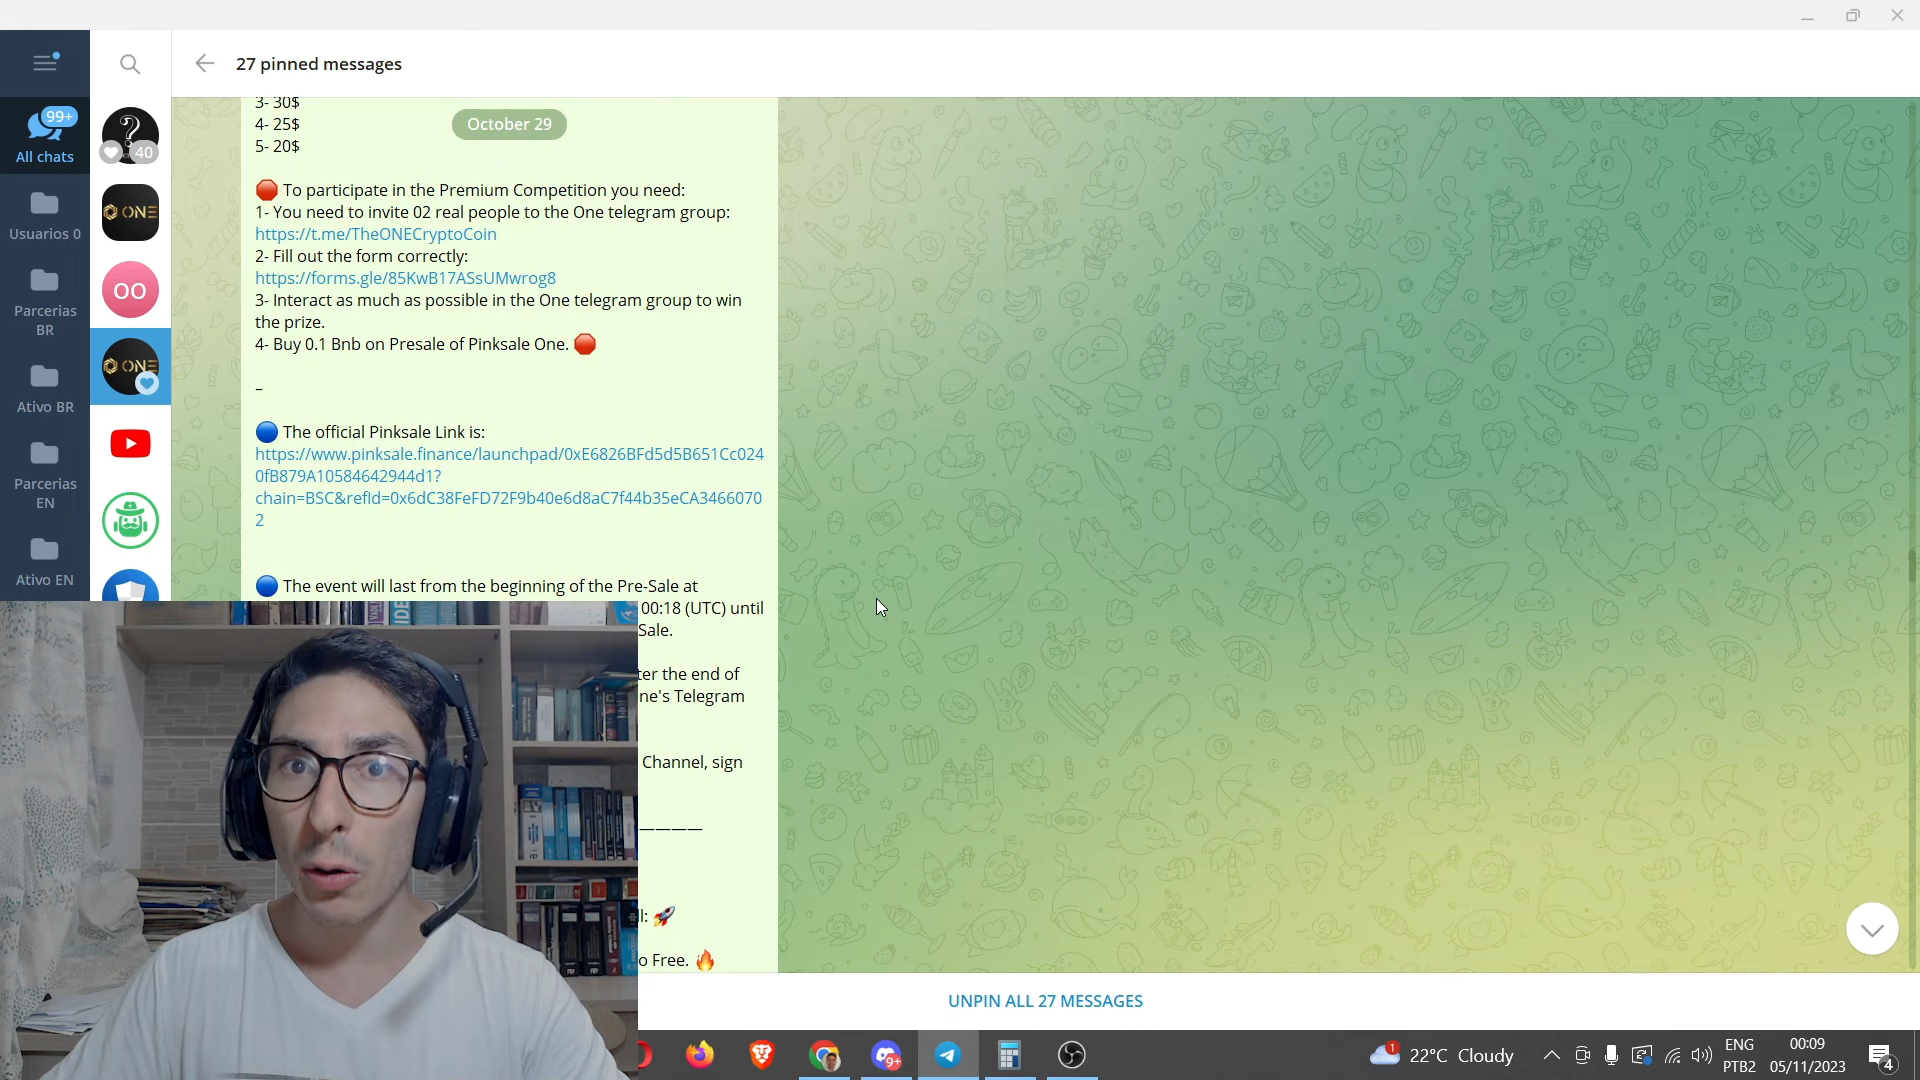 27 pinned messages
99+
All chats
Usuarios 0
Parcerias
BR
Ativo BR
Parcerias
EN
Ativo EN
?
40
ONE
OO
ONE
3- 30$
4- 25$
5- 20$
October 29
To participate in the Premium Competition you need:
1- You need to invite 02 real people to the One telegram group:
https://t.me/TheONECryptoCoin
2- Fill out the form correctly:
https://forms.gle/85KwB17ASsUMwrog8
3- Interact as much as possible in the One telegram group to win
the prize.
4- Buy 0.1 Bnb on Presale of Pinksale One.
–
The official Pinksale Link is:
https://www.pinksale.finance/launchpad/0xE6826BFd5d5B651Cc024
0fB879A10584642944d1?
chain=BSC&refId=0x6dC38FeFD72F9b40e6d8aC7f44b35eCA3466070
2
The event will last from the beginning of the Pre-Sale at
00:18 (UTC) until
Sale.
ter the end of
ne's Telegram
Channel, sign
————
l:
o Free.
UNPIN ALL 27 MESSAGES
9+
1
22°C Cloudy
ENG
PTB2
00:09
05/11/2023
4